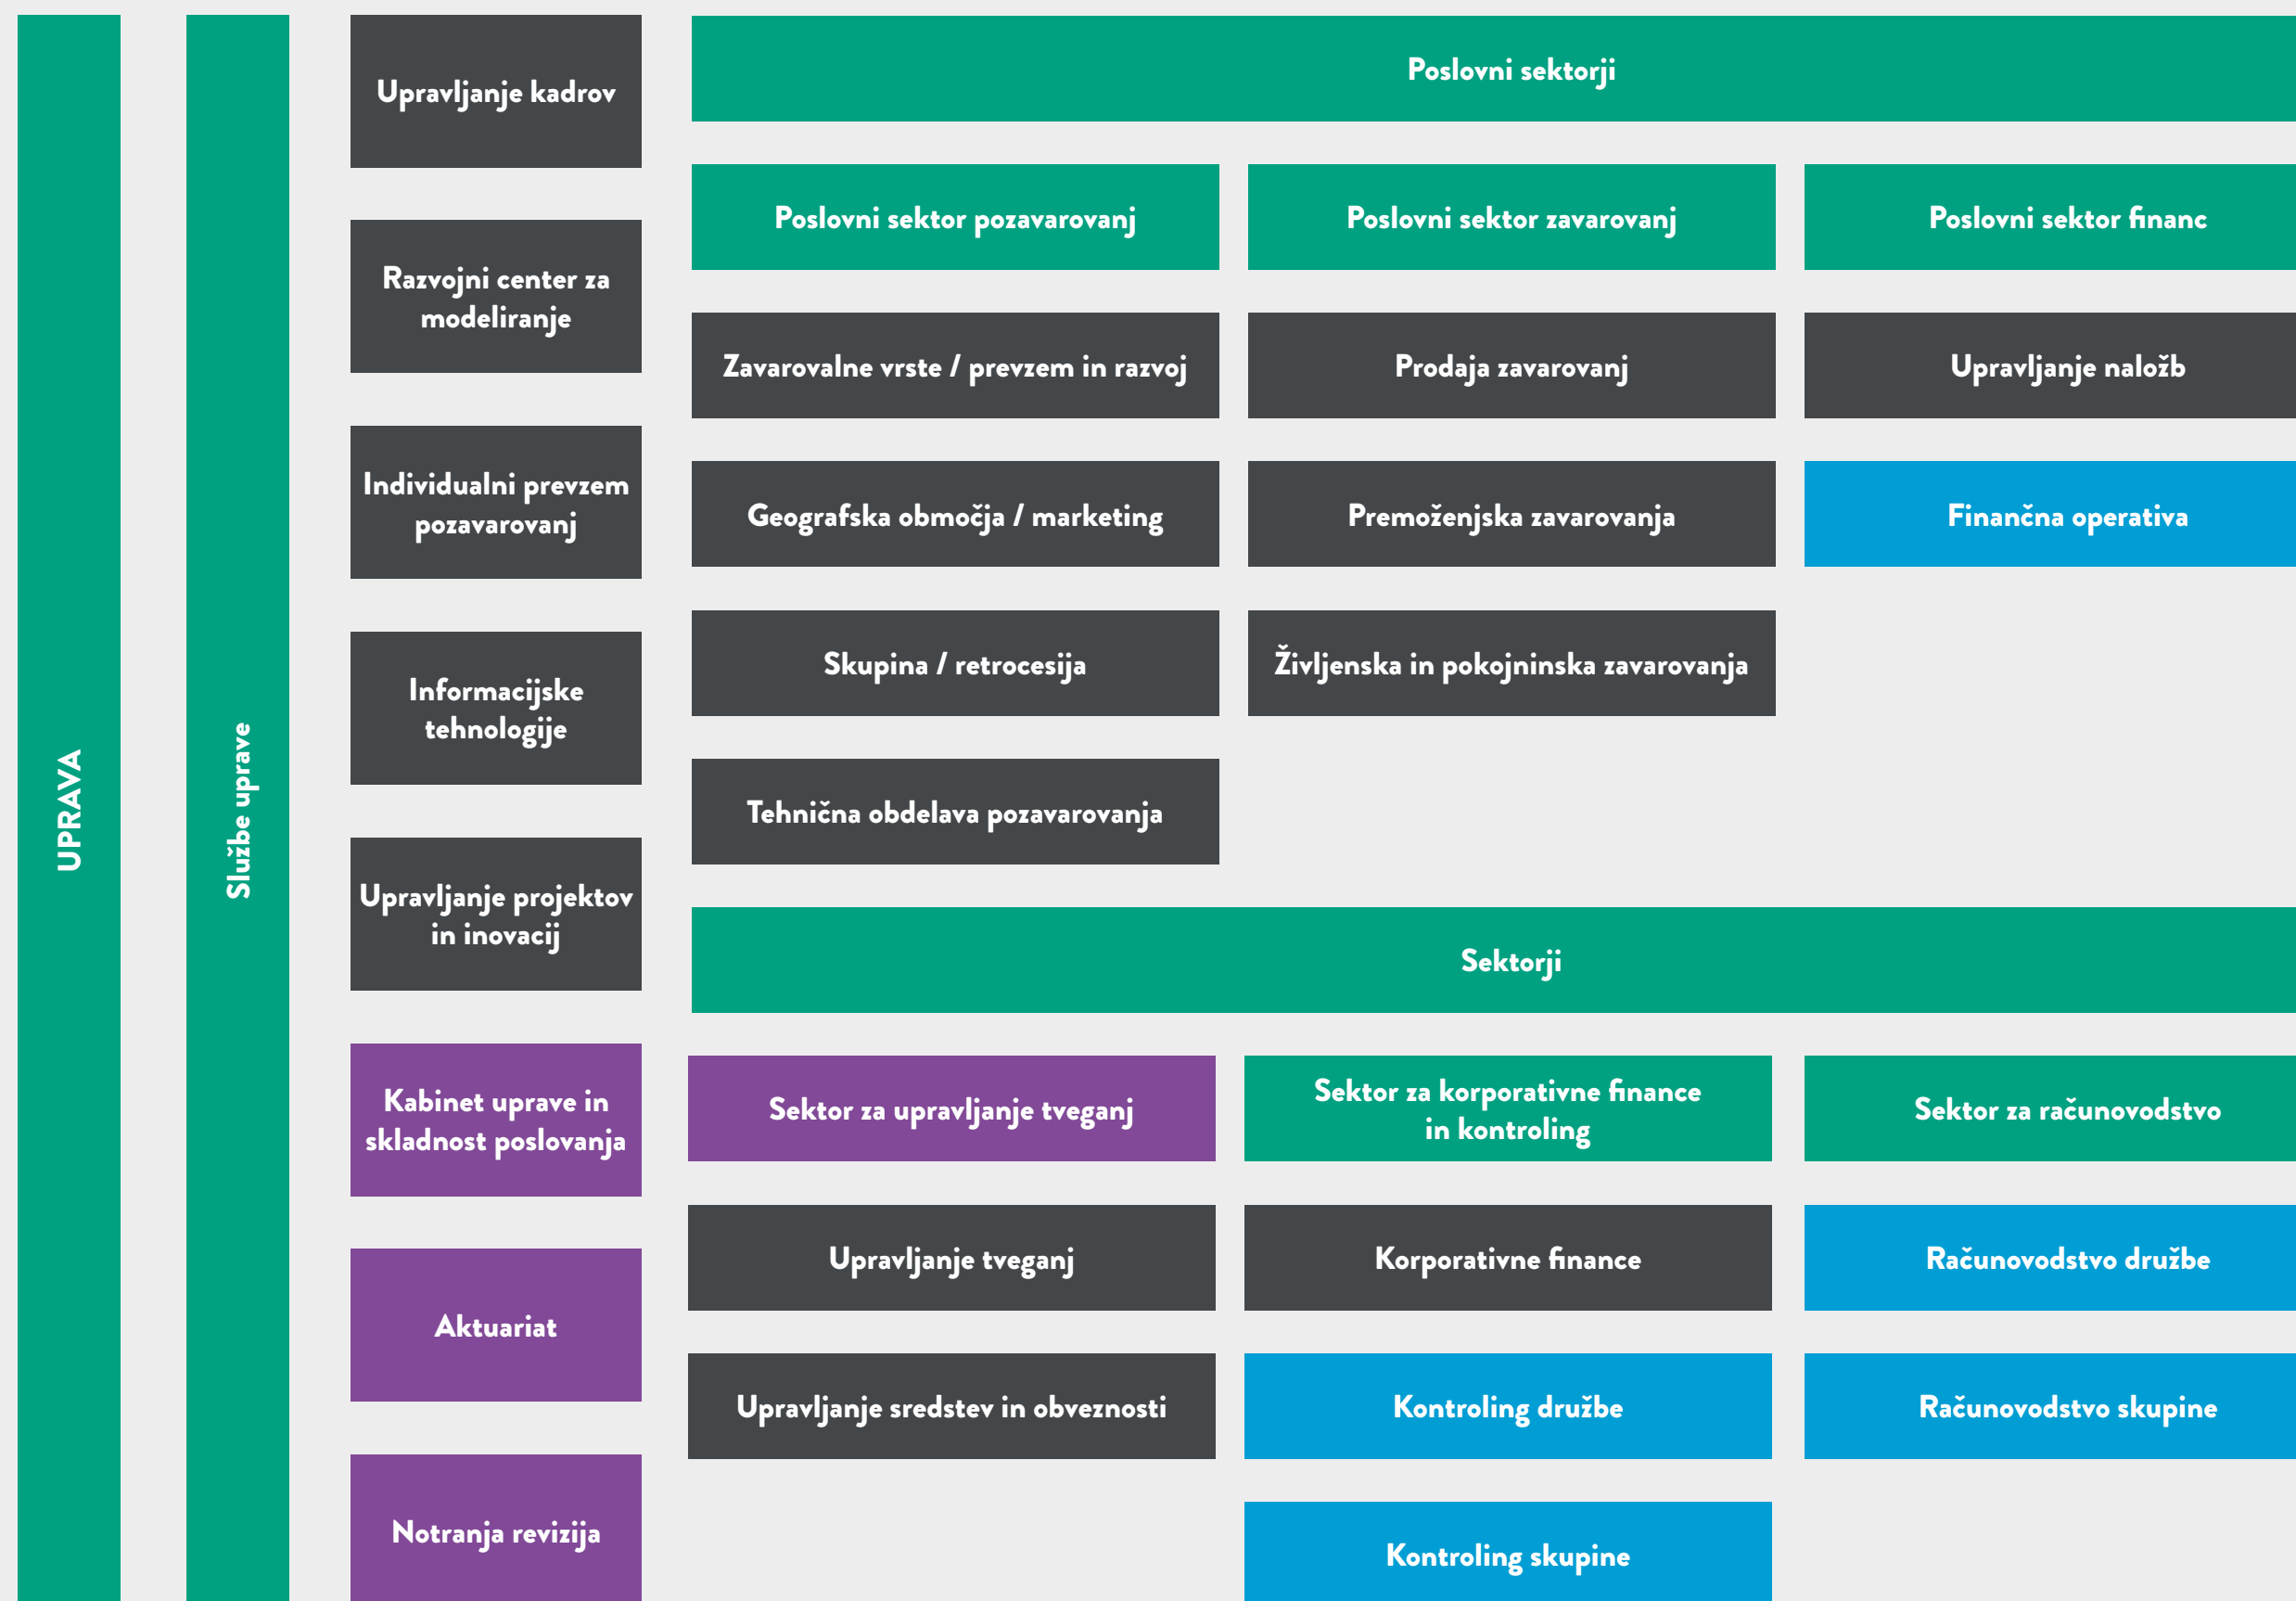 UPRAVA
Službe uprave
Upravljanje kadrov
Razvojni center za
modeliranje
Individualni prevzem
pozavarovanj
Informacijske
tehnologije
Upravljanje projektov
in inovacij
Kabinet uprave in
skladnost poslovanja
Aktuariat
Notranja revizija
Poslovni sektorji
Poslovni sektor pozavarovanj
Poslovni sektor zavarovanj
Poslovni sektor financ
Zavarovalne vrste / prevzem in razvoj
Prodaja zavarovanj
Upravljanje naložb
Geografska območja / marketing
Premoženjska zavarovanja
Finančna operativa
Skupina / retrocesija
Življenska in pokojninska zavarovanja
Tehnična obdelava pozavarovanja
Sektorji
Sektor za upravljanje tveganj
Sektor za korporativne finance
in kontroling
Sektor za računovodstvo
Upravljanje tveganj
Korporativne finance
Računovodstvo družbe
Upravljanje sredstev in obveznosti
Kontroling družbe
Računovodstvo skupine
Kontroling skupine